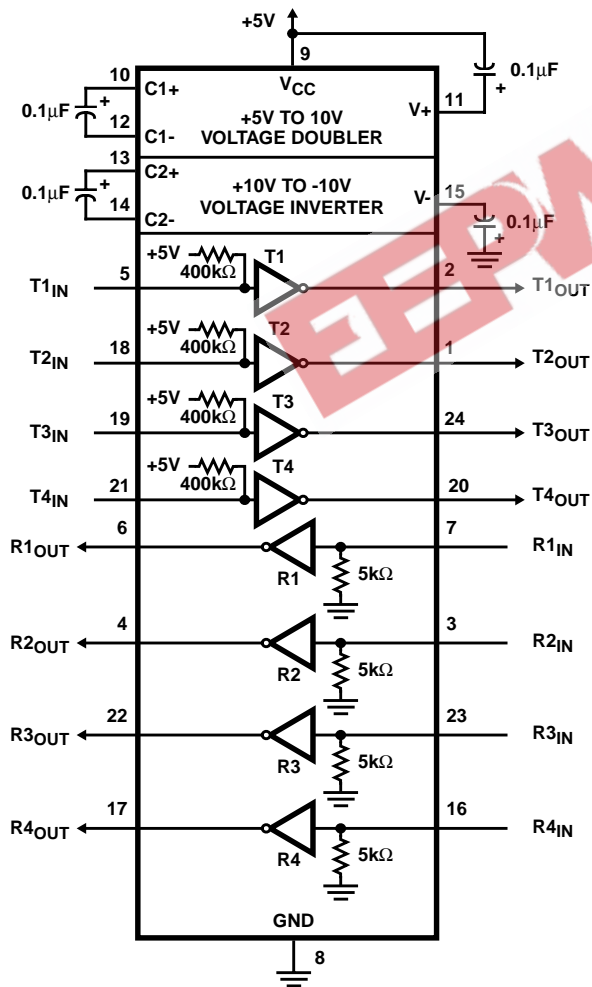 +5V
9
VCC
10
C1+
0.1μF
+
12
C1-
+5V TO 10V
VOLTAGE DOUBLER
V+
11
+
0.1μF
13
C2+
0.1μF
+
14
C2-
+10V TO -10V
VOLTAGE INVERTER
V-
15
+
0.1μF
T1IN
5
+5V
400kΩ
T1
2
T1OUT
T2IN
18
+5V
400kΩ
T2
1
T2OUT
T3IN
19
+5V
400kΩ
T3
24
T3OUT
T4IN
21
+5V
400kΩ
T4
20
T4OUT
R1OUT
6
R1
5kΩ
7
R1IN
R2OUT
4
R2
5kΩ
3
R2IN
R3OUT
22
R3
5kΩ
23
R3IN
R4OUT
17
R4
5kΩ
16
R4IN
GND
8